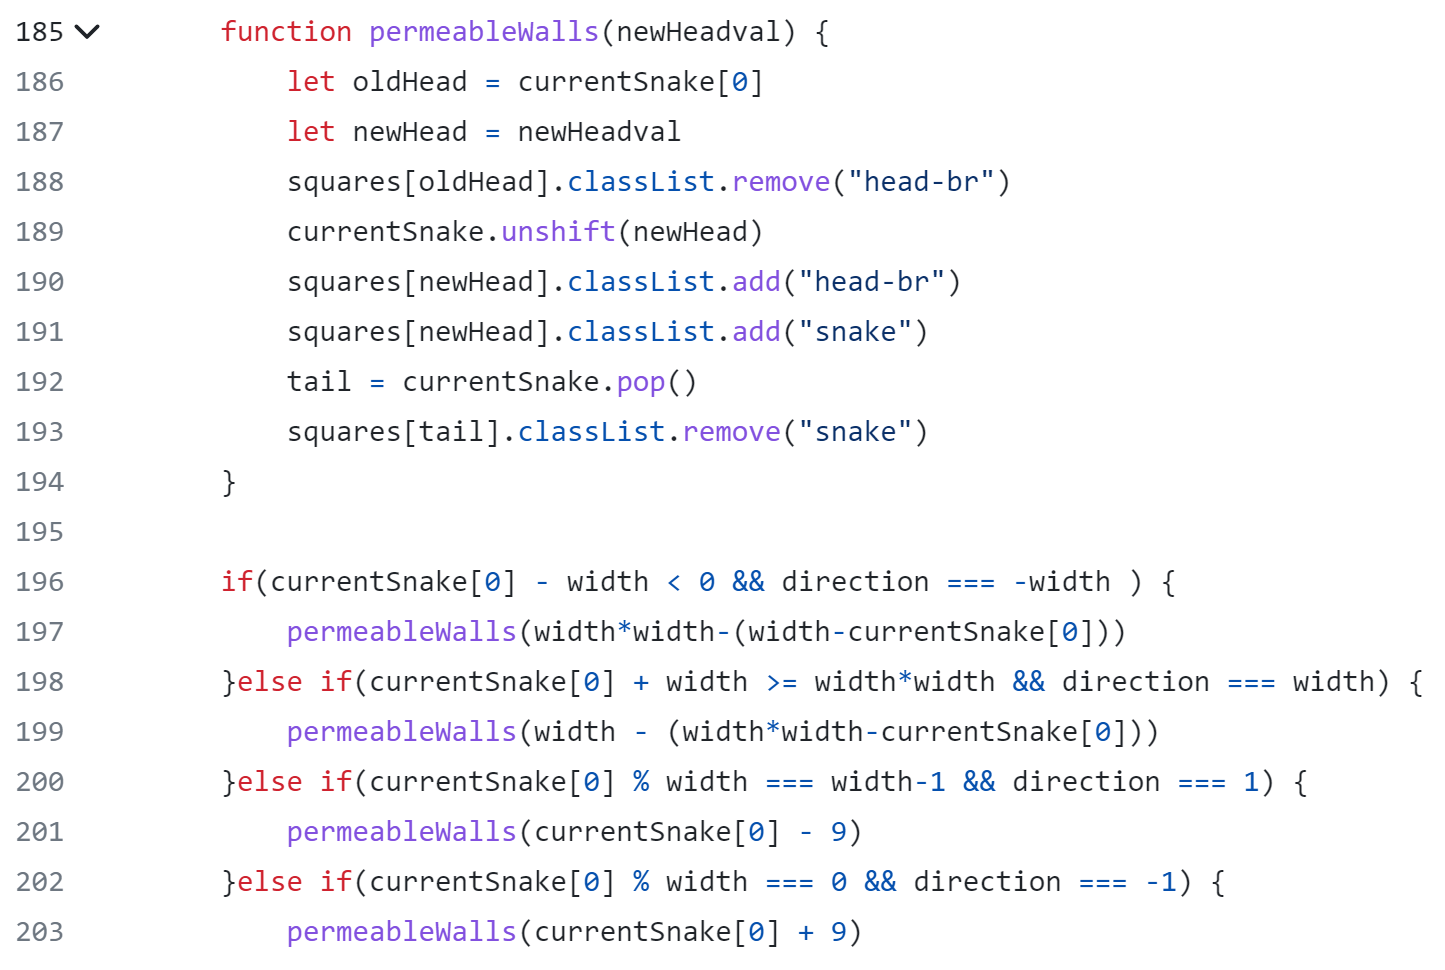 185 function permeableWalls(newHeadval) {
186 let oldHead = currentSnake[0]
187 let newHead = newHeadval
188 squares[oldHead].classList.remove("head-br")
189 currentSnake.unshift(newHead)
190 squares[newHead].classList.add("head-br")
191 squares[newHead].classList.add("snake")
192 tail = currentSnake.pop()
193 squares[tail].classList.remove("snake")
194 }
195
196 if(currentSnake[0] - width < 0 && direction === -width ) {
197 permeableWalls(width*width-(width-currentSnake[0]))
198 }else if(currentSnake[0] + width >= width*width && direction === width) {
199 permeableWalls(width - (width*width-currentSnake[0]))
200 }else if(currentSnake[0] % width === width-1 && direction === 1) {
201 permeableWalls(currentSnake[0] - 9)
202 }else if(currentSnake[0] % width === 0 && direction === -1) {
203 permeableWalls(currentSnake[0] + 9)